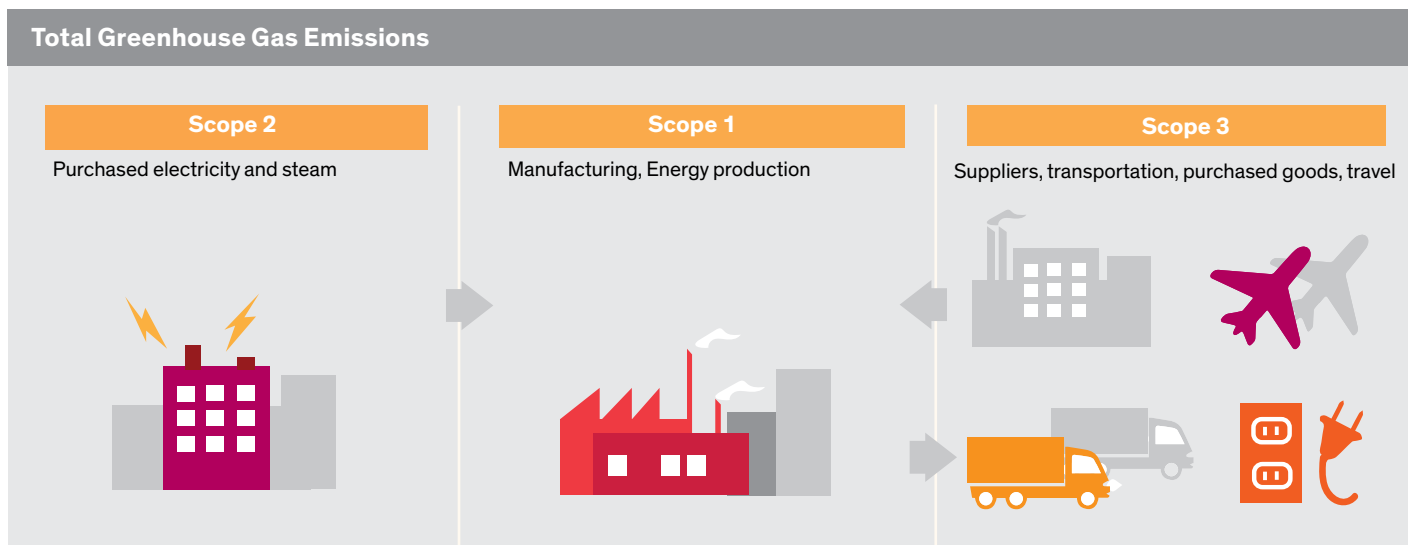 Total Greenhouse Gas Emissions
Scope 2
Purchased electricity and steam
Scope 1
Manufacturing, Energy production
Scope 3
Suppliers, transportation, purchased goods, travel